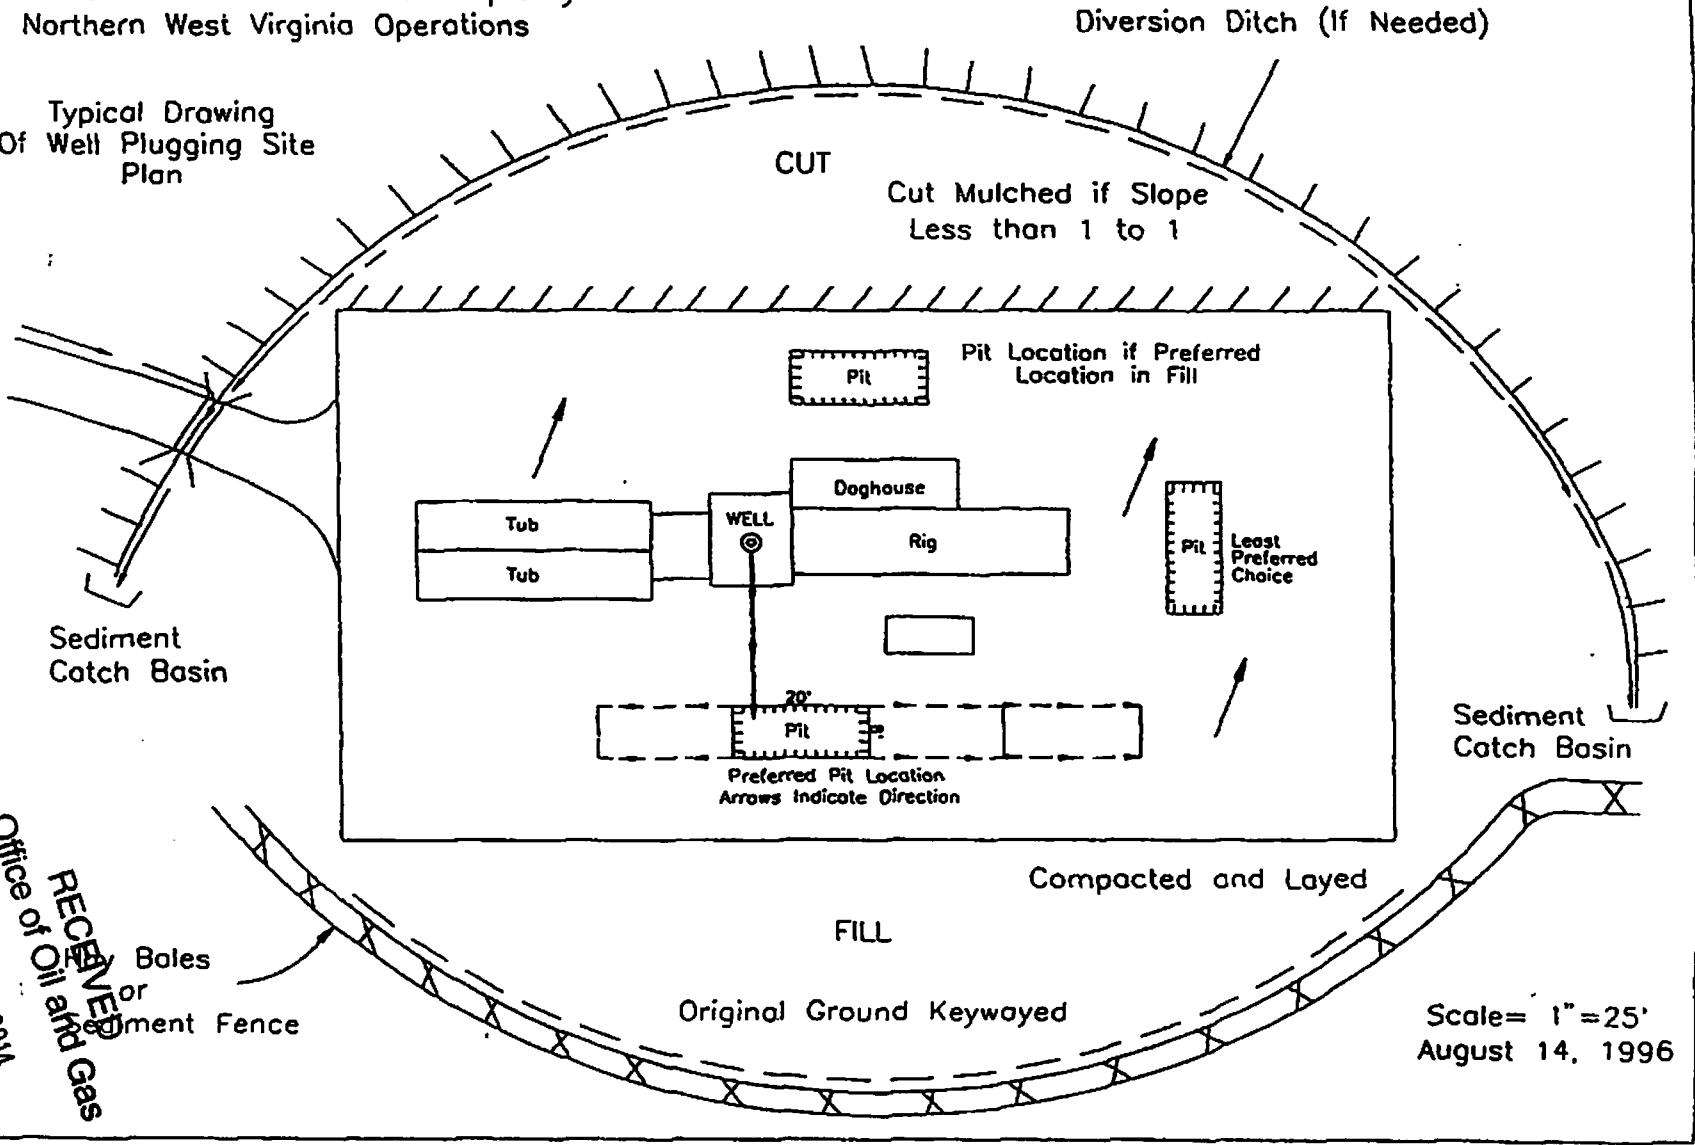 Northern West Virginia Operations
Diversion Ditch (If Needed)
Typical Drawing
Of Well Plugging Site
Plan
CUT
Cut Mulched if Slope
Less than 1 to 1
Pit
Pit Location if Preferred
Location in Fill
Doghouse
Tub
WELL
Rig
Tub
Pit
Least
Preferred
Choice
Sediment
Catch Basin
20'
Pit
Preferred Pit Location
Arrows Indicate Direction
Sediment
Catch Basin
Compacted and Layed
FILL
Bales
or
Sediment Fence
Original Ground Keywayed
RECEIVED
Office of Oil and Gas
Scale= 1"=25'
August 14, 1996